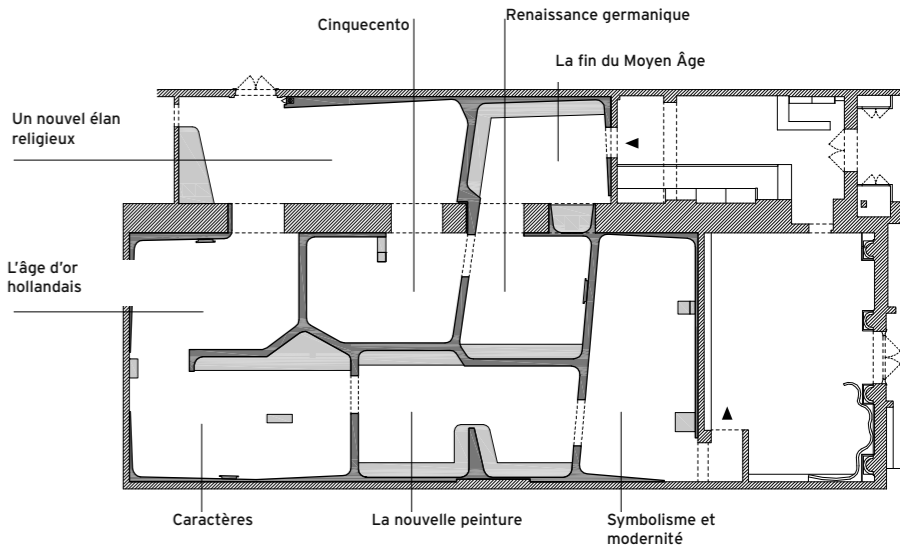 Renaissance germanique
Cinquecento
La fin du Moyen Âge
Un nouvel élan
religieux
L'âge d'or
hollandais
Caractères
La nouvelle peinture
Symbolisme et
modernité